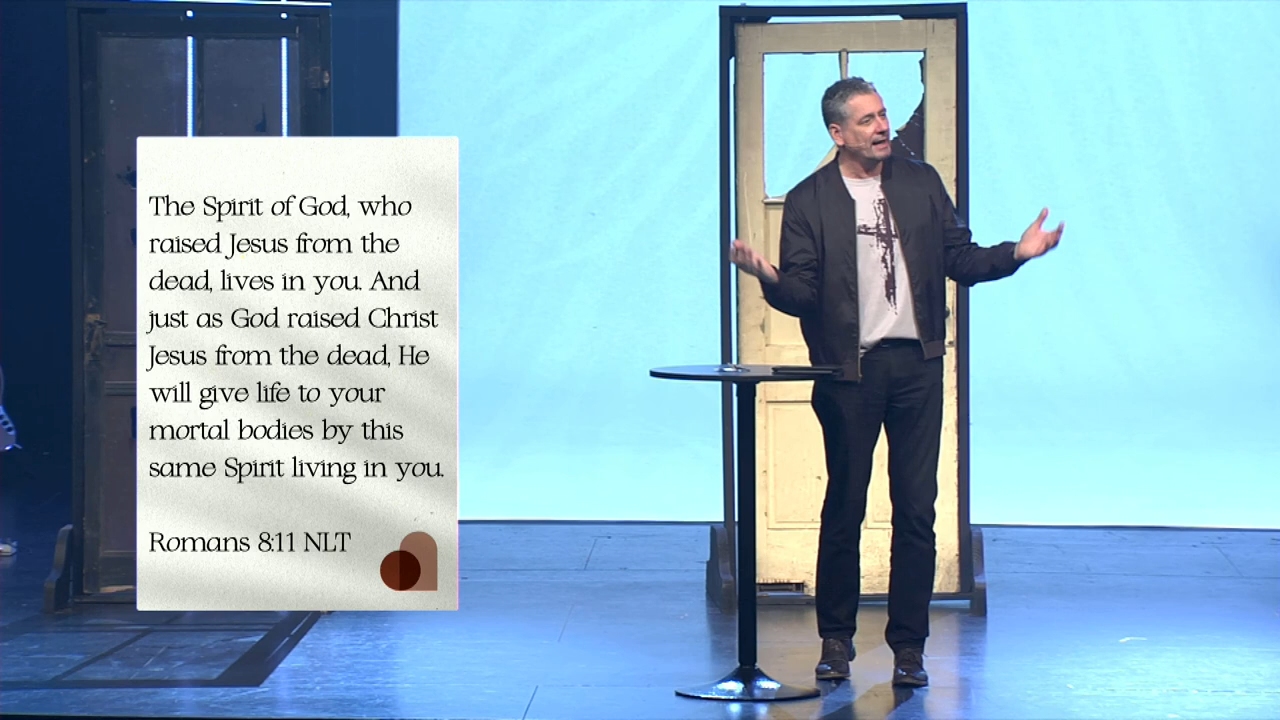 The Spirit of God, who
raised Jesus from the
dead, lives in you. And
just as God raised Christ
Jesus from the dead, He
will give life to your
mortal bodies by this
same Spirit living in you.
Romans 8:11 NLT